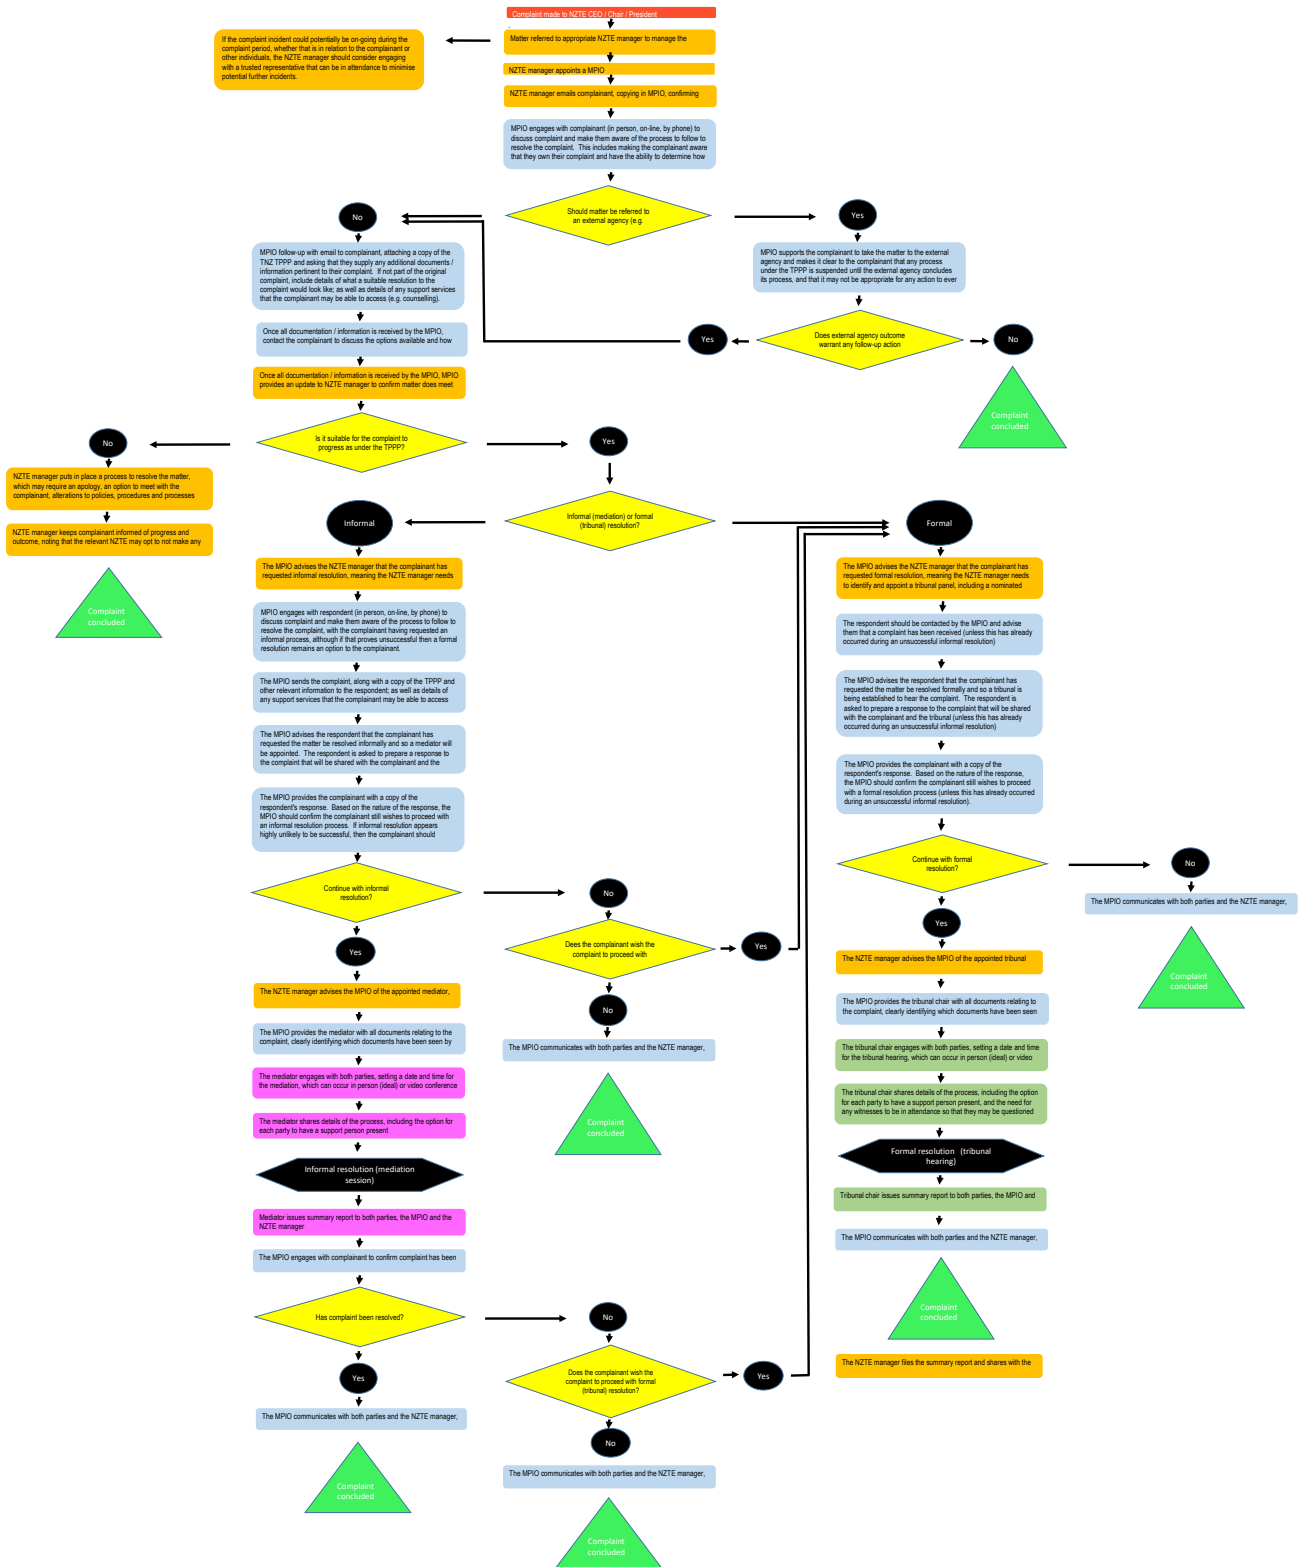 Complaint made to NZTE CEO / Chair / President
.
Matter referred to appropriate NZTE manager to manage the
If the complaint incident could potentially be on-going during the
complaint period, whether that is in relation to the complainant or
other individuals, the NZTE manager should consider engaging
with a trusted representative that can be in attendance to minimise
potential further incidents.
NZTE manager appoints a MPIO
NZTE manager emails complainant, copying in MPIO, confirming
MPIO engages with complainant (in person, on-line, by phone) to
discuss complaint and make them aware of the process to follow to
resolve the complaint. This includes making the complainant aware
that they own their complaint and have the ability to determine how
Should matter be referred to
an external agency (e.g.
No
Yes
MPIO follow-up with email to complainant, attaching a copy of the
TNZ TPPP and asking that they supply any additional documents /
information pertinent to their complaint. If not part of the original
complaint, include details of what a suitable resolution to the
complaint would look like; as well as details of any support services
that the complainant may be able to access (e.g. counselling).
MPIO supports the complainant to take the matter to the external
agency and makes it clear to the complainant that any process
under the TPPP is suspended until the external agency concludes
its process, and that it may not be appropriate for any action to ever
Once all documentation / information is received by the MPIO,
contact the complainant to discuss the options available and how
Does external agency outcome
warrant any follow-up action
Yes
No
Complaint
concluded
Once all documentation / information is received by the MPIO, MPIO
provides an update to NZTE manager to confirm matter does meet
Is it suitable for the complaint to
progress as under the TPPP?
No
Yes
NZTE manager puts in place a process to resolve the matter,
which may require an apology, an option to meet with the
complainant, alterations to policies, procedures and processes
NZTE manager keeps complainant informed of progress and
outcome, noting that the relevant NZTE may opt to not make any
Complaint
concluded
Informal (mediation) or formal
(tribunal) resolution?
Informal
Formal
The MPIO advises the NZTE manager that the complainant has
requested informal resolution, meaning the NZTE manager needs
MPIO engages with respondent (in person, on-line, by phone) to
discuss complaint and make them aware of the process to follow to
resolve the complaint, with the complainant having requested an
informal process, although if that proves unsuccessful then a formal
resolution remains an option to the complainant.
The MPIO sends the complaint, along with a copy of the TPPP and
other relevant information to the respondent; as well as details of
any support services that the complainant may be able to access
The MPIO advises the respondent that the complainant has
requested the matter be resolved informally and so a mediator will
be appointed. The respondent is asked to prepare a response to
the complaint that will be shared with the complainant and the
The MPIO provides the complainant with a copy of the
respondent's response. Based on the nature of the response, the
MPIO should confirm the complainant still wishes to proceed with
an informal resolution process. If informal resolution appears
highly unlikely to be successful, then the complainant should
Continue with informal
resolution?
No
Yes
Dees the complainant wish the
complaint to proceed with
Yes
No
The MPIO communicates with both parties and the NZTE manager,
Complaint
concluded
The NZTE manager advises the MPIO of the appointed mediator,
The MPIO provides the mediator with all documents relating to the
complaint, clearly identifying which documents have been seen by
The mediator engages with both parties, setting a date and time for
the mediation, which can occur in person (ideal) or video conference
The mediator shares details of the process, including the option for
each party to have a support person present
Informal resolution (mediation
session)
Mediator issues summary report to both parties, the MPIO and the
NZTE manager
The MPIO engages with complainant to confirm complaint has been
Has complaint been resolved?
No
Yes
The MPIO communicates with both parties and the NZTE manager,
Complaint
concluded
Does the complainant wish the
complaint to proceed with formal
(tribunal) resolution?
Yes
No
The MPIO communicates with both parties and the NZTE manager,
Complaint
concluded
The MPIO advises the NZTE manager that the complainant has
requested formal resolution, meaning the NZTE manager needs
to identify and appoint a tribunal panel, including a nominated
The respondent should be contacted by the MPIO and advise
them that a complaint has been received (unless this has already
occurred during an unsuccessful informal resolution)
The MPIO advises the respondent that the complainant has
requested the matter be resolved formally and so a tribunal is
being established to hear the complaint. The respondent is
asked to prepare a response to the complaint that will be shared
with the complainant and the tribunal (unless this has already
occurred during an unsuccessful informal resolution)
The MPIO provides the complainant with a copy of the
respondent's response. Based on the nature of the response,
the MPIO should confirm the complainant still wishes to proceed
with a formal resolution process (unless this has already occurred
during an unsuccessful informal resolution).
Continue with formal
resolution?
No
The MPIO communicates with both parties and the NZTE manager,
Complaint
concluded
Yes
The NZTE manager advises the MPIO of the appointed tribunal
The MPIO provides the tribunal chair with all documents relating to
the complaint, clearly identifying which documents have been seen
The tribunal chair engages with both parties, setting a date and time
for the tribunal hearing, which can occur in person (ideal) or video
The tribunal chair shares details of the process, including the option
for each party to have a support person present, and the need for
any witnesses to be in attendance so that they may be questioned
Formal resolution (tribunal
hearing)
Tribunal chair issues summary report to both parties, the MPIO and
The MPIO communicates with both parties and the NZTE manager,
Complaint
concluded
The NZTE manager files the summary report and shares with the